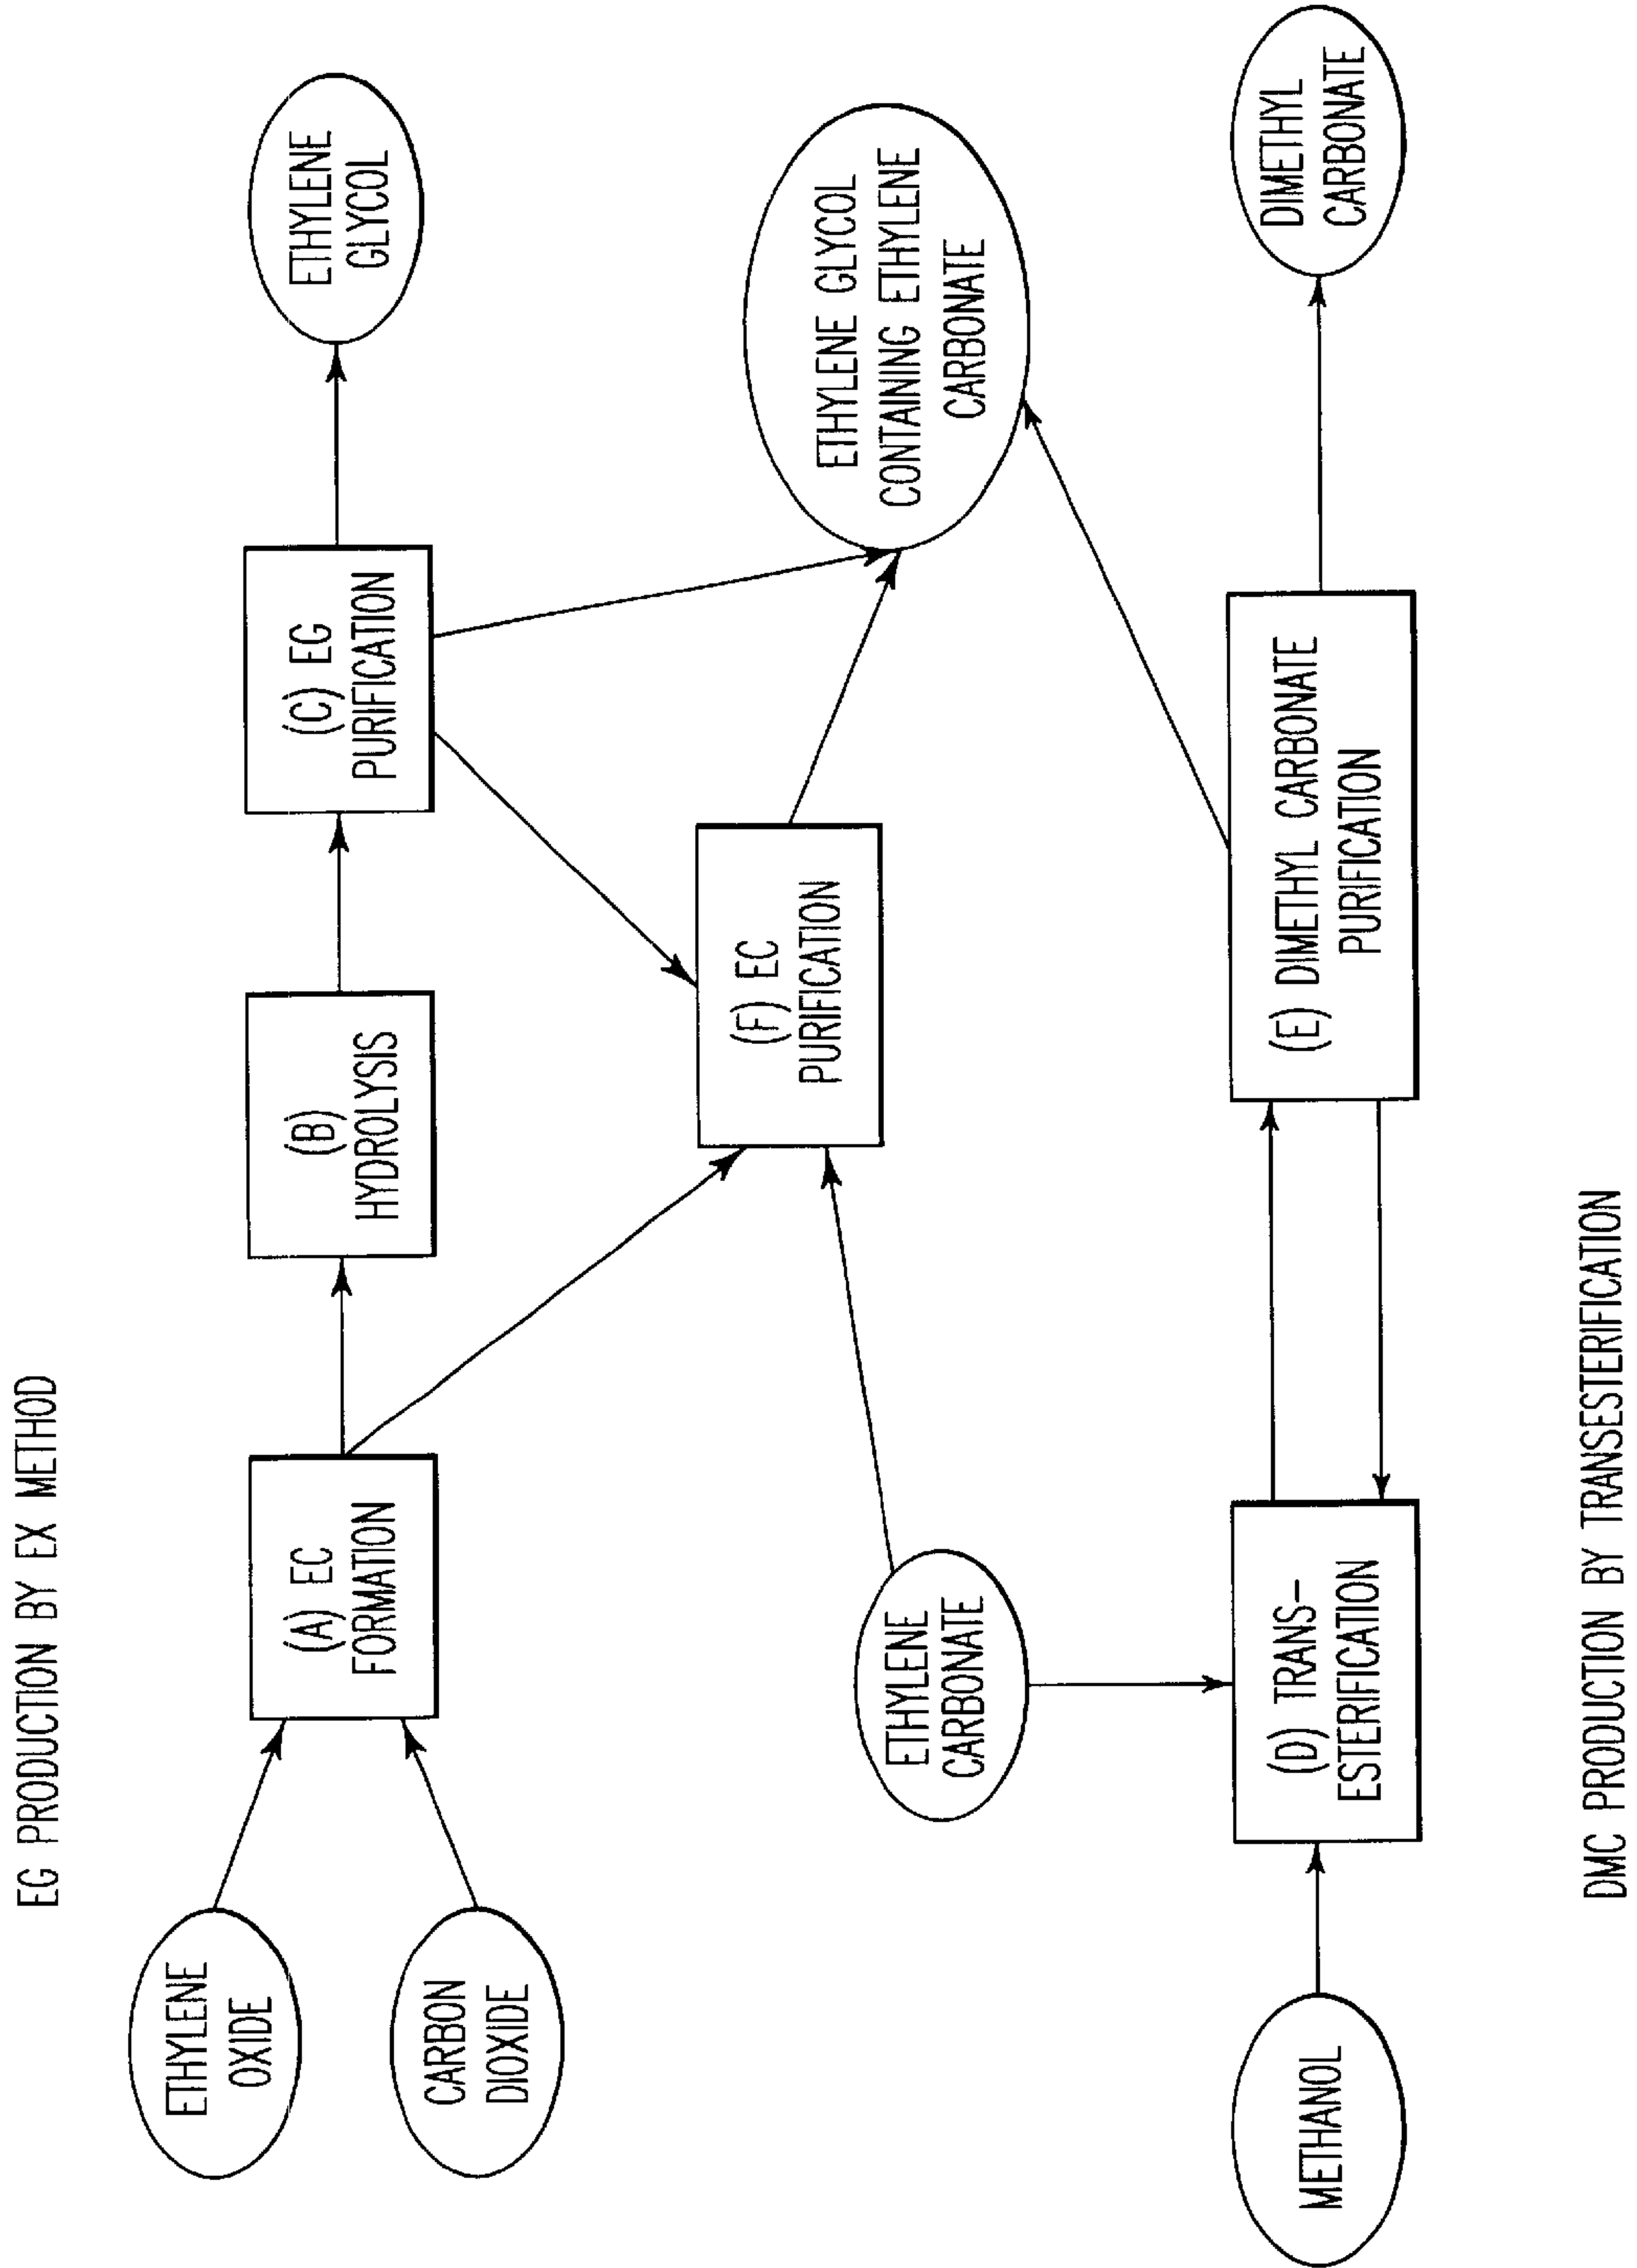 EG PRODUCTION BY EX METHOD
ETHYLENE
OXIDE
CARBON
DIOXIDE
(A) EC
FORMATION
(B)
HYDROLYSIS
(C) EG
PURIFICATION
ETHYLENE
GLYCOL
(F) EC
PURIFICATION
ETHYLENE GLYCOL
CONTAINING ETHYLENE
CARBONATE
ETHYLENE
CARBONATE
METHANOL
(D) TRANS-
ESTERIFICATION
(E) DIMETHYL CARBONATE
PURIFICATION
DIMETHYL
CARBONATE
DMC PRODUCTION BY TRANSESTERIFICATION